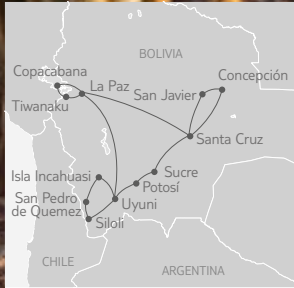 BOLIVIA
Copacabana
La Paz
Concepción
San Javier
Tiwanaku
Santa Cruz
Sucre
Isla Incahuasi
Potosí
San Pedro
de Quemez
Uyuni
Siloli
CHILE
ARGENTINA